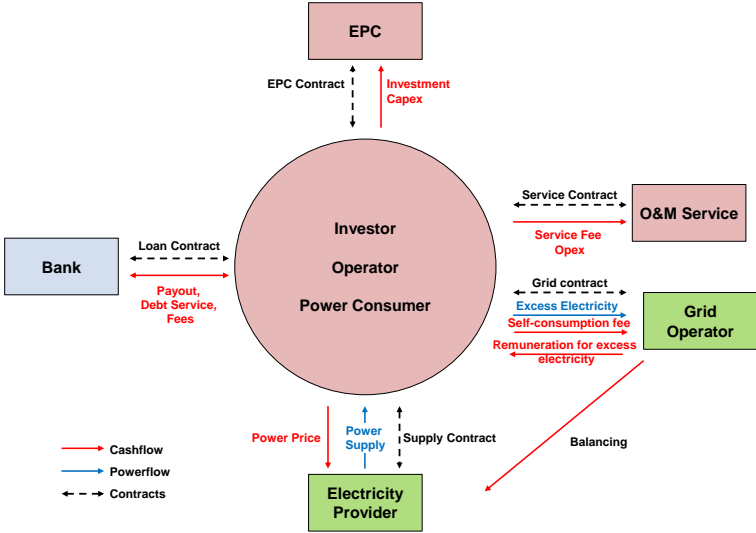 EPC
EPC Contract
Investment
Capex
Investor
Operator
Power Consumer
Service Contract
O&M Service
Service Fee
Opex
Bank
Loan Contract
Payout,
Debt Service,
Fees
Grid contract
Excess Electricity
Self-consumption fee
Remuneration for excess
electricity
Grid
Operator
Power Price
Power
Supply
Supply Contract
Balancing
Cashflow
Powerflow
Contracts
Electricity
Provider